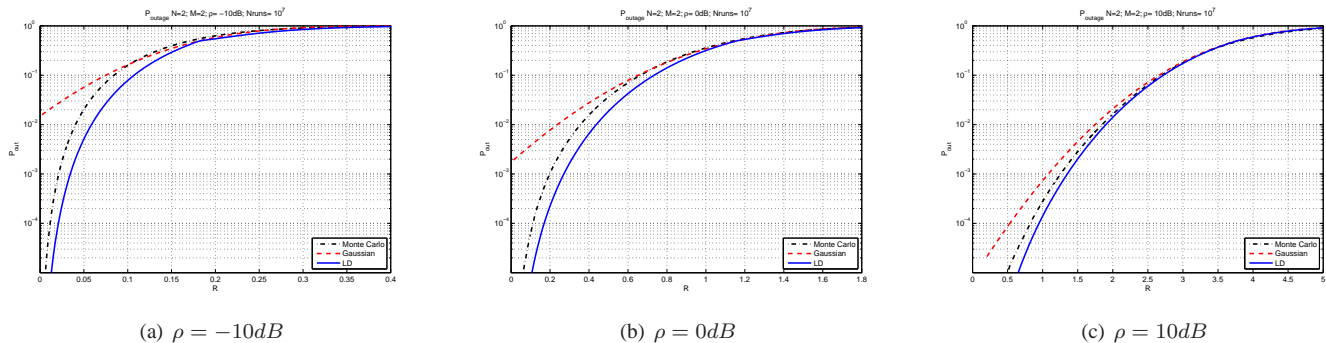 P_outage N=2; M=2; ρ= −10dB; Nruns= 10^7
10^0
10^-1
10^-2
10^-3
10^-4
P_out
0 0.05 0.1 0.15 0.2 0.25 0.3 0.35 0.4
R
Monte Carlo
Gaussian
LD
(a) ρ = −10dB
P_outage N=2; M=2; ρ= 0dB; Nruns= 10^7
10^0
10^-1
10^-2
10^-3
10^-4
P_out
0 0.2 0.4 0.6 0.8 1 1.2 1.4 1.6 1.8
R
Monte Carlo
Gaussian
LD
(b) ρ = 0dB
P_outage N=2; M=2; ρ= 10dB; Nruns= 10^7
10^0
10^-1
10^-2
10^-3
10^-4
P_out
0 0.5 1 1.5 2 2.5 3 3.5 4 4.5 5
R
Monte Carlo
Gaussian
LD
(c) ρ = 10dB